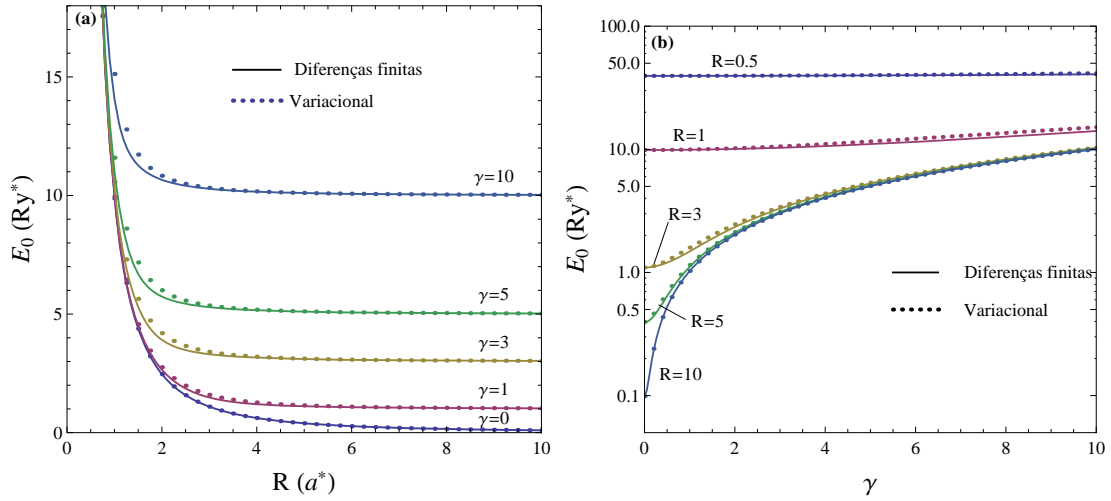 (a)
Diferenças finitas
Variacional
γ=10
γ=5
γ=3
γ=1
γ=0
E₀ (Ry*)
0
5
10
15
0 2 4 6 8 10
R (a*)
(b)
R=0.5
R=1
R=3
R=5
R=10
Diferenças finitas
Variacional
E₀ (Ry*)
50.0
10.0
5.0
1.0
0.5
0.1
0 2 4 6 8 10
γ